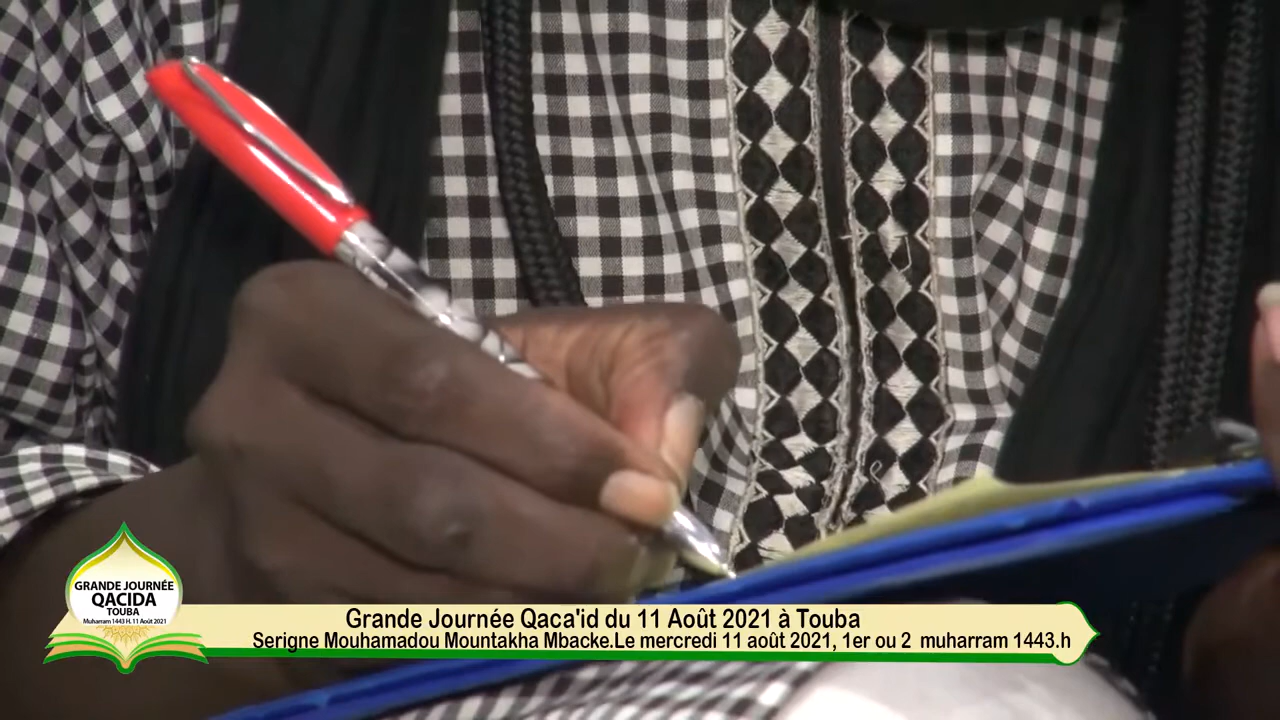 GRANDE JOURNÉE
QACIDA
TOUBA
Muharram 1443 H. 11 Août 2021
Grande Journée Qaca'id du 11 Août 2021 à Touba
Serigne Mouhamadou Mountakha Mbacke.Le mercredi 11 août 2021, 1er ou 2 muharram 1443.h